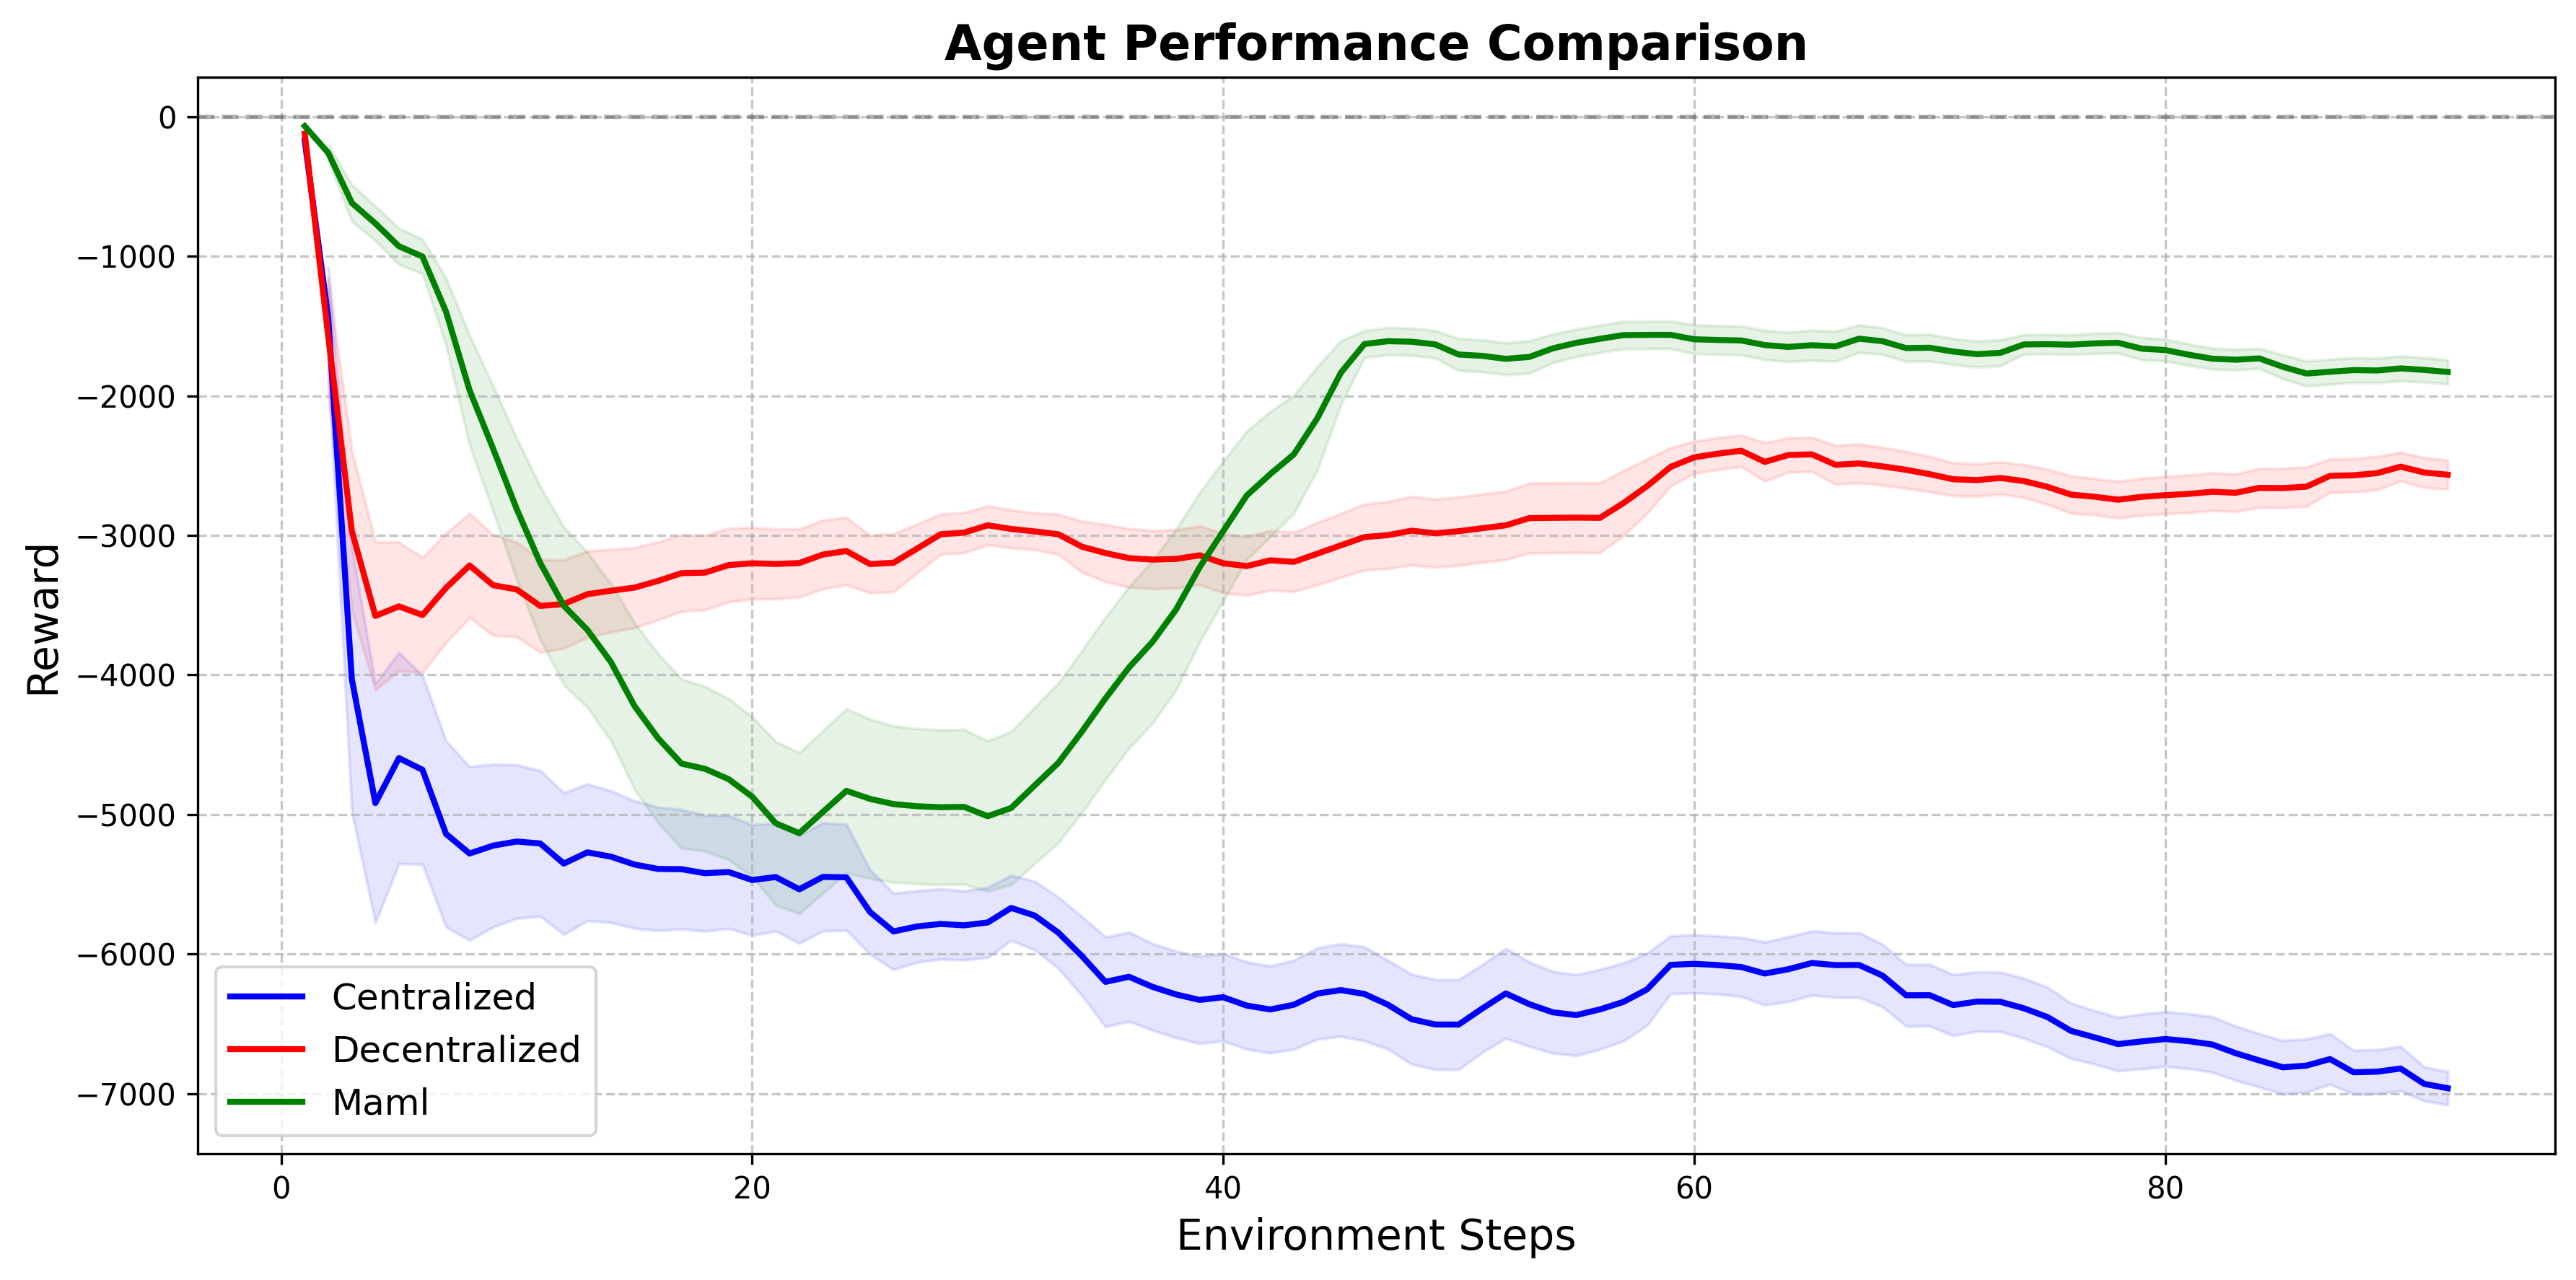 Agent Performance Comparison
0
−1000
−2000
−3000
−4000
−5000
−6000
−7000
Reward
Centralized
Decentralized
Maml
0 20 40 60 80
Environment Steps